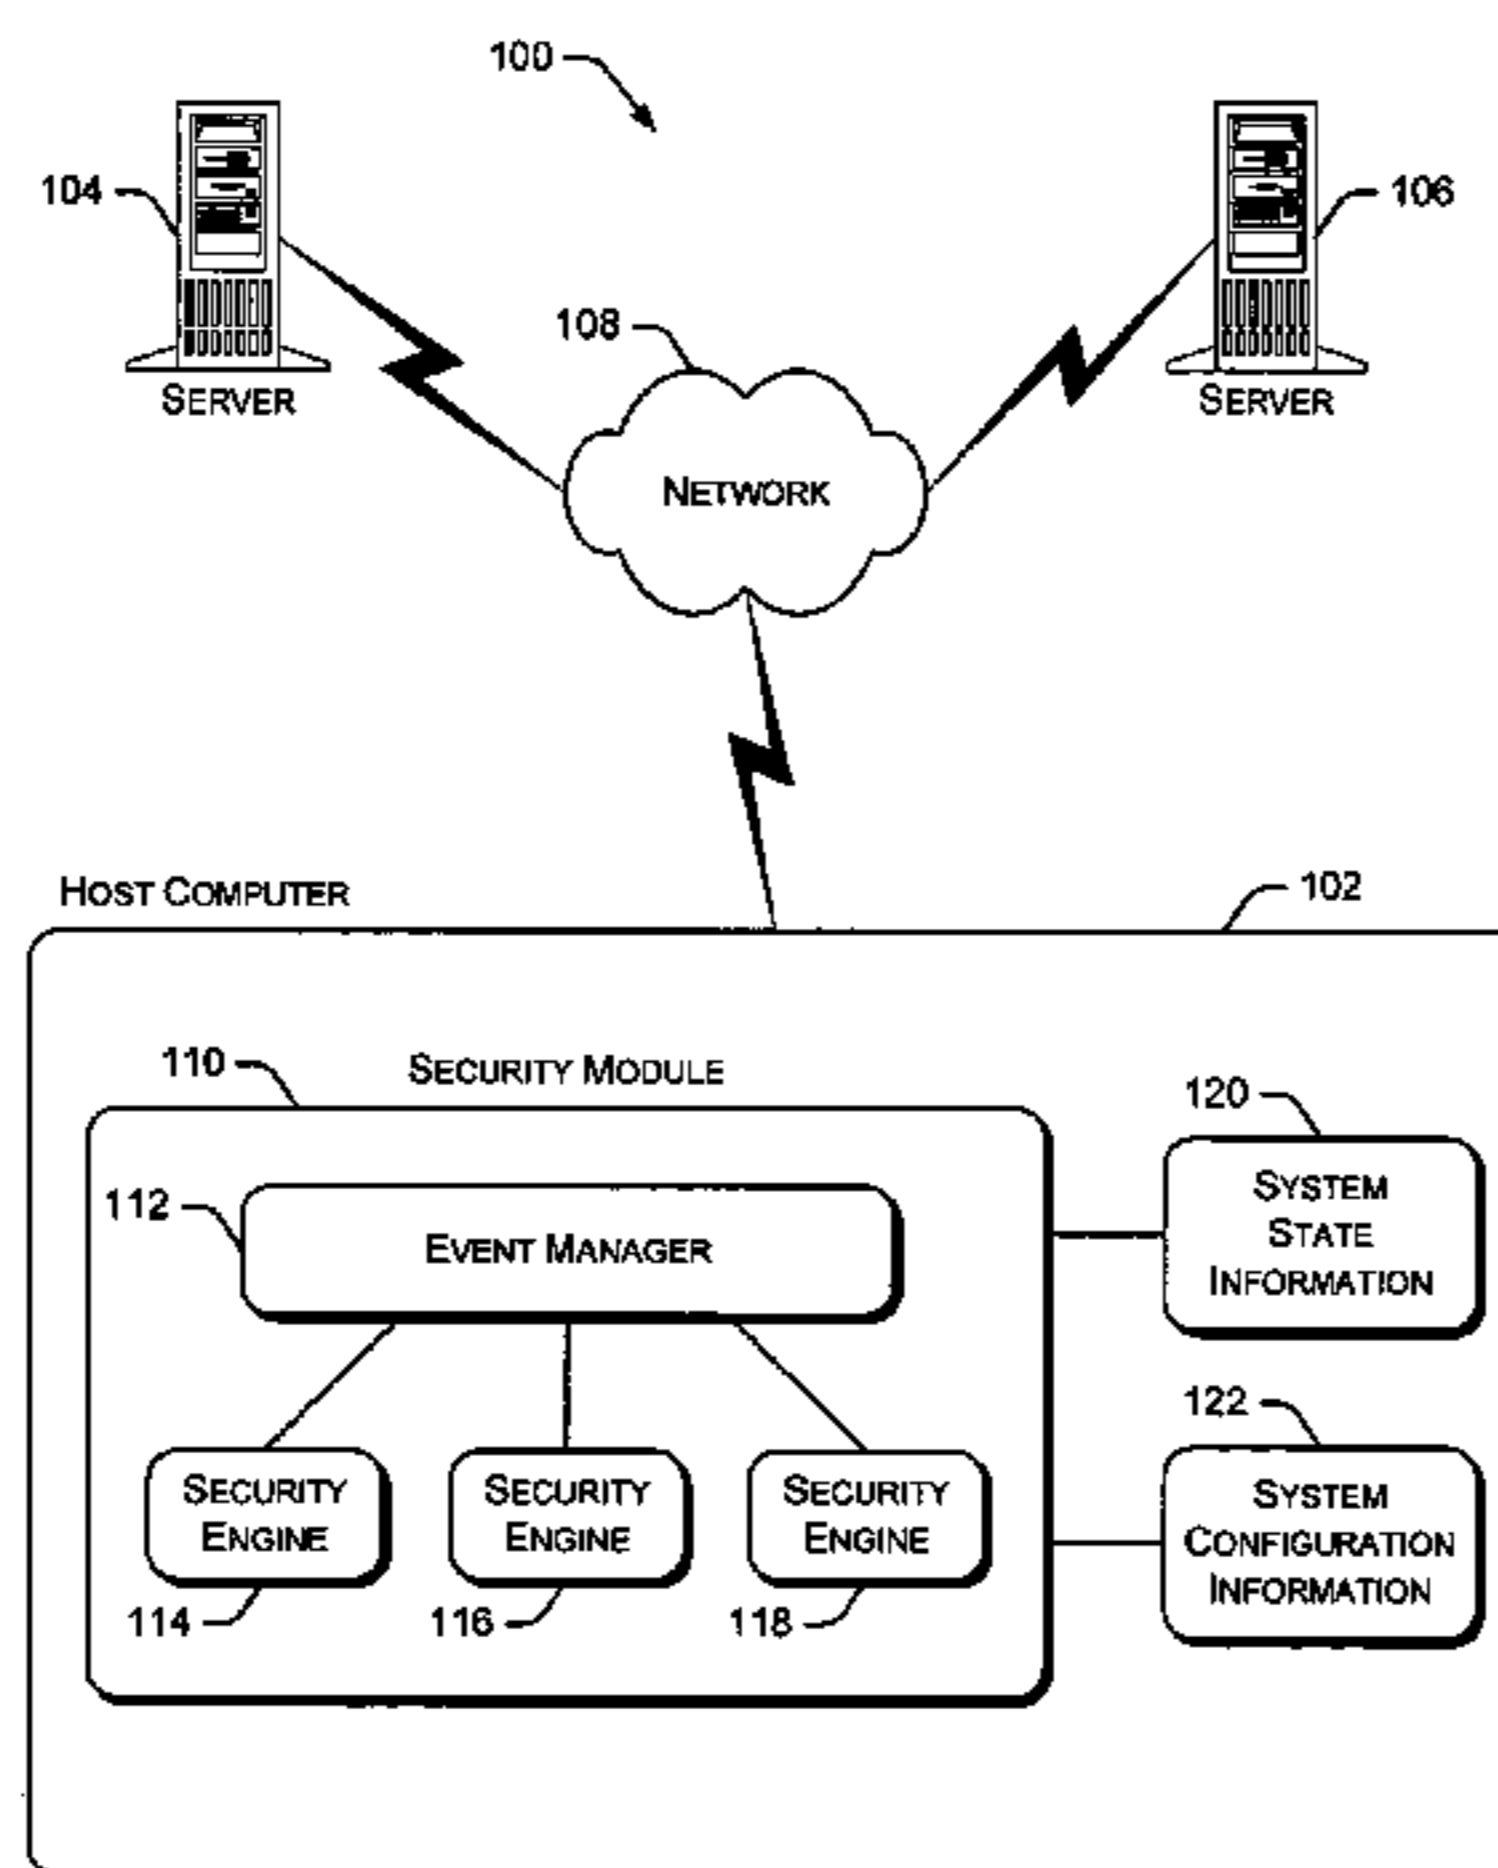 100
104
106
SERVER
108
SERVER
NETWORK
HOST COMPUTER
102
110
SECURITY MODULE
120
112
EVENT MANAGER
SYSTEM
STATE
INFORMATION
122
SECURITY
ENGINE
SECURITY
ENGINE
SECURITY
ENGINE
SYSTEM
CONFIGURATION
INFORMATION
114
116
118